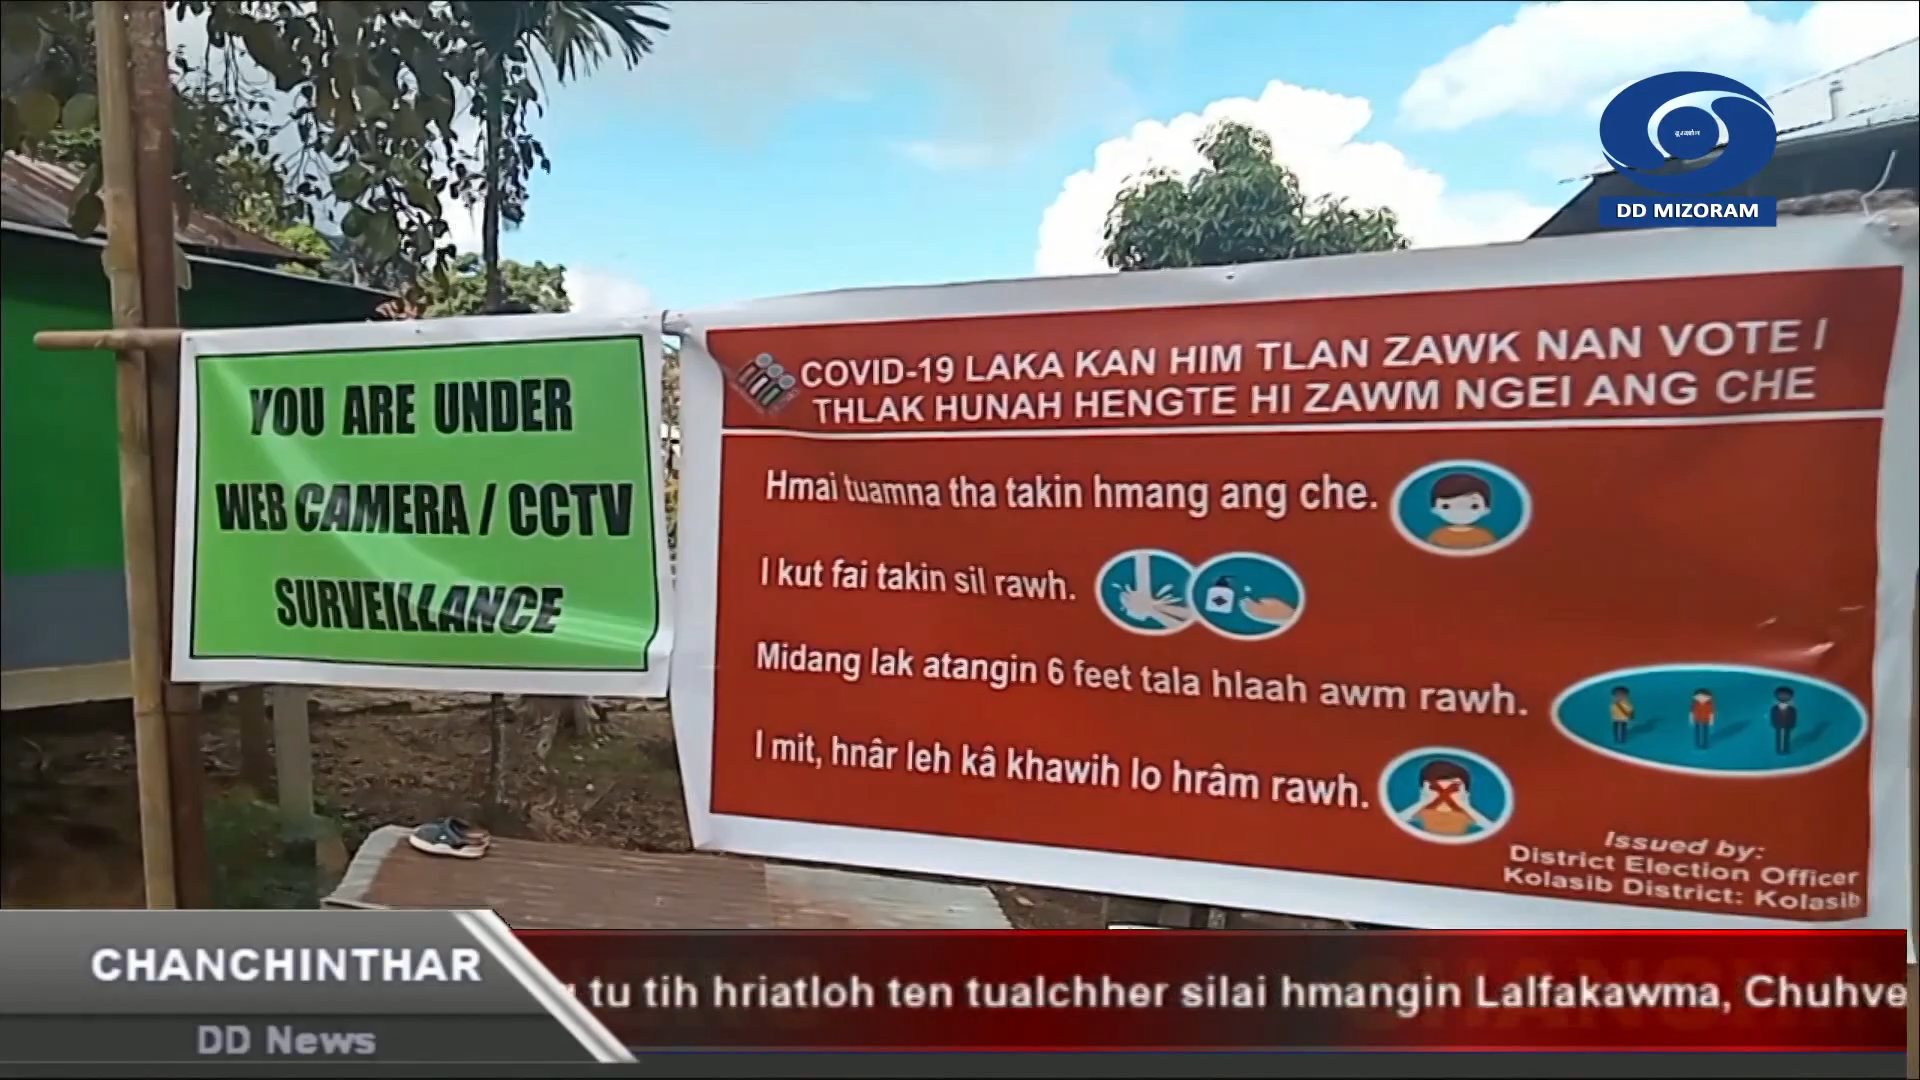 DD MIZORAM
YOU ARE UNDER
WEB CAMERA / CCTV
SURVEILLANCE
COVID-19 LAKA KAN HIM TLAN ZAWK NAN VOTE I
THLAK HUNAH HENGTE HI ZAWM NGEI ANG CHE
Hmai tuamna tha takin hmang ang che.
I kut fai takin sil rawh.
Midang lak atangin 6 feet tala hlaah awm rawh.
I mit, hnâr leh kâ khawih lo hrâm rawh.
Issued by:
District Election Officer
Kolasib District: Kolasib
CHANCHINTHAR
DD News
tu tih hriatloh ten tualchher silai hmangin Lalfakawma, Chuhve